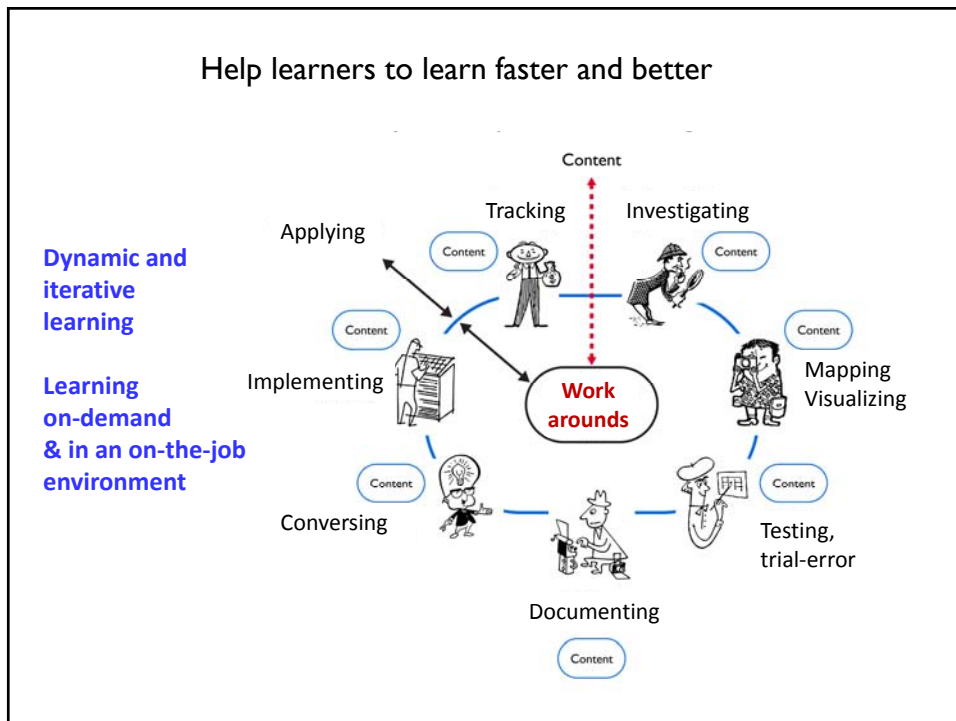 Help learners to learn faster and better
Content
Tracking
Investigating
Applying
Content
Content
Dynamic and
iterative
learning
Content
Content
Implementing
Work
arounds
Mapping
Visualizing
Learning
on-demand
& in an on-the-job
environment
Content
Content
Conversing
Testing,
trial-error
Documenting
Content